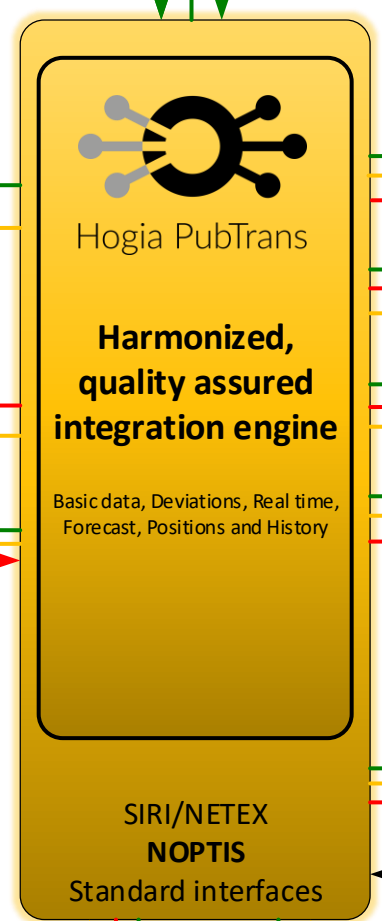 Hogia PubTrans
Harmonized,
quality assured
integration engine
Basic data, Deviations, Real time,
Forecast, Positions and History
SIRI/NETEX
NOPTIS
Standard interfaces